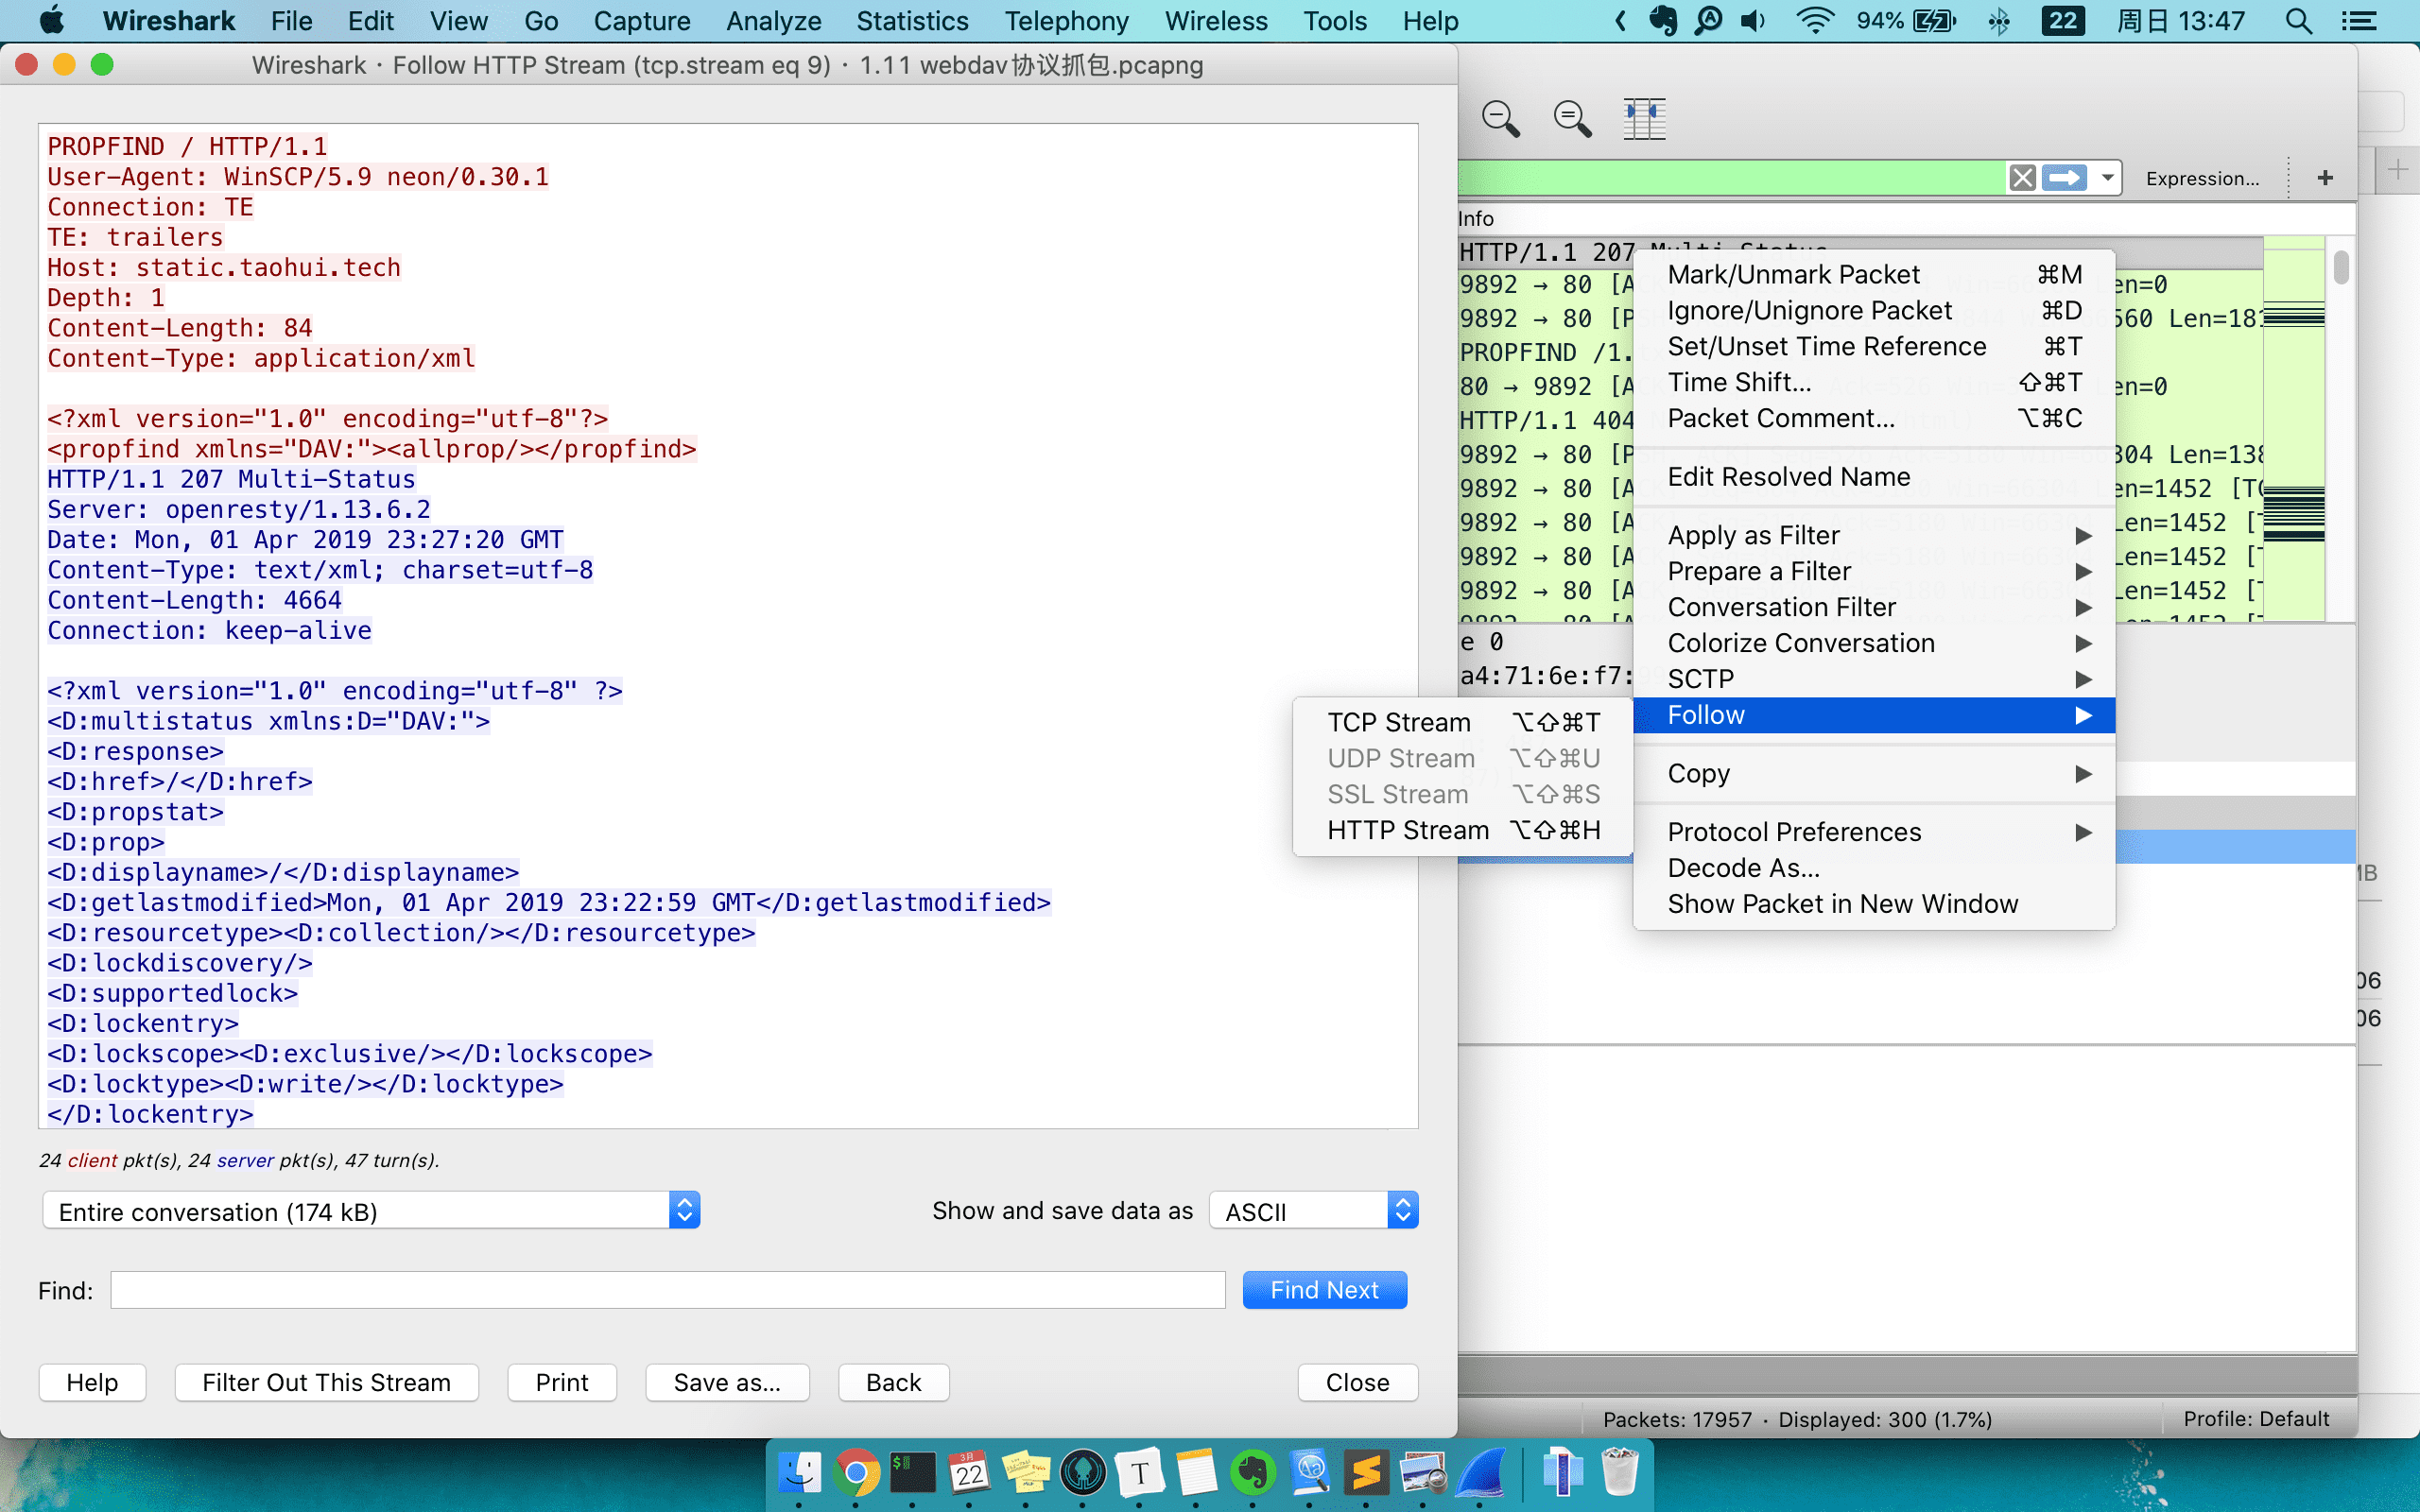 Wireshark File Edit View Go Capture Analyze Statistics Telephony Wireless Tools Help
94% 22 周日 13:47
Wireshark · Follow HTTP Stream (tcp.stream eq 9) · 1.11 webdav协议抓包.pcapng
PROPFIND / HTTP/1.1
User-Agent: WinSCP/5.9 neon/0.30.1
Connection: TE
TE: trailers
Host: static.taohui.tech
Depth: 1
Content-Length: 84
Content-Type: application/xml
<?xml version="1.0" encoding="utf-8"?>
<propfind xmlns="DAV:"><allprop/></propfind>
HTTP/1.1 207 Multi-Status
Server: openresty/1.13.6.2
Date: Mon, 01 Apr 2019 23:27:20 GMT
Content-Type: text/xml; charset=utf-8
Content-Length: 4664
Connection: keep-alive
<?xml version="1.0" encoding="utf-8" ?>
<D:multistatus xmlns:D="DAV:">
<D:response>
<D:href>/</D:href>
<D:propstat>
<D:prop>
<D:displayname>/</D:displayname>
<D:getlastmodified>Mon, 01 Apr 2019 23:22:59 GMT</D:getlastmodified>
<D:resourcetype><D:collection/></D:resourcetype>
<D:lockdiscovery/>
<D:supportedlock>
<D:lockentry>
<D:lockscope><D:exclusive/></D:lockscope>
<D:locktype><D:write/></D:locktype>
</D:lockentry>
24 client pkt(s), 24 server pkt(s), 47 turn(s).
Entire conversation (174 kB)
Show and save data as ASCII
Find:
Find Next
Help
Filter Out This Stream
Print
Save as…
Back
Close
Expression…
+
Info
HTTP/1.1 207 Multi-Status
9892 → 80 [A Len=0
9892 → 80 [P 560 Len=181
PROPFIND /1.
80 → 9892 [A Len=0
HTTP/1.1 404
9892 → 80 [P 304 Len=138
9892 → 80 [A Len=1452 [T
9892 → 80 [A Len=1452 [
9892 → 80 [A Len=1452 [
9892 → 80 [A Len=1452 [
e 0
a4:71:6e:f7:
Mark/Unmark Packet ⌘M
Ignore/Unignore Packet ⌘D
Set/Unset Time Reference ⌘T
Time Shift… ⇧⌘T
Packet Comment… ⌥⌘C
Edit Resolved Name
Apply as Filter
Prepare a Filter
Conversation Filter
Colorize Conversation
SCTP
Follow
Copy
Protocol Preferences
Decode As…
Show Packet in New Window
TCP Stream ⌥⇧⌘T
UDP Stream ⌥⇧⌘U
SSL Stream ⌥⇧⌘S
HTTP Stream ⌥⇧⌘H
MB
06
06
Packets: 17957 · Displayed: 300 (1.7%)
Profile: Default
3月
22
T